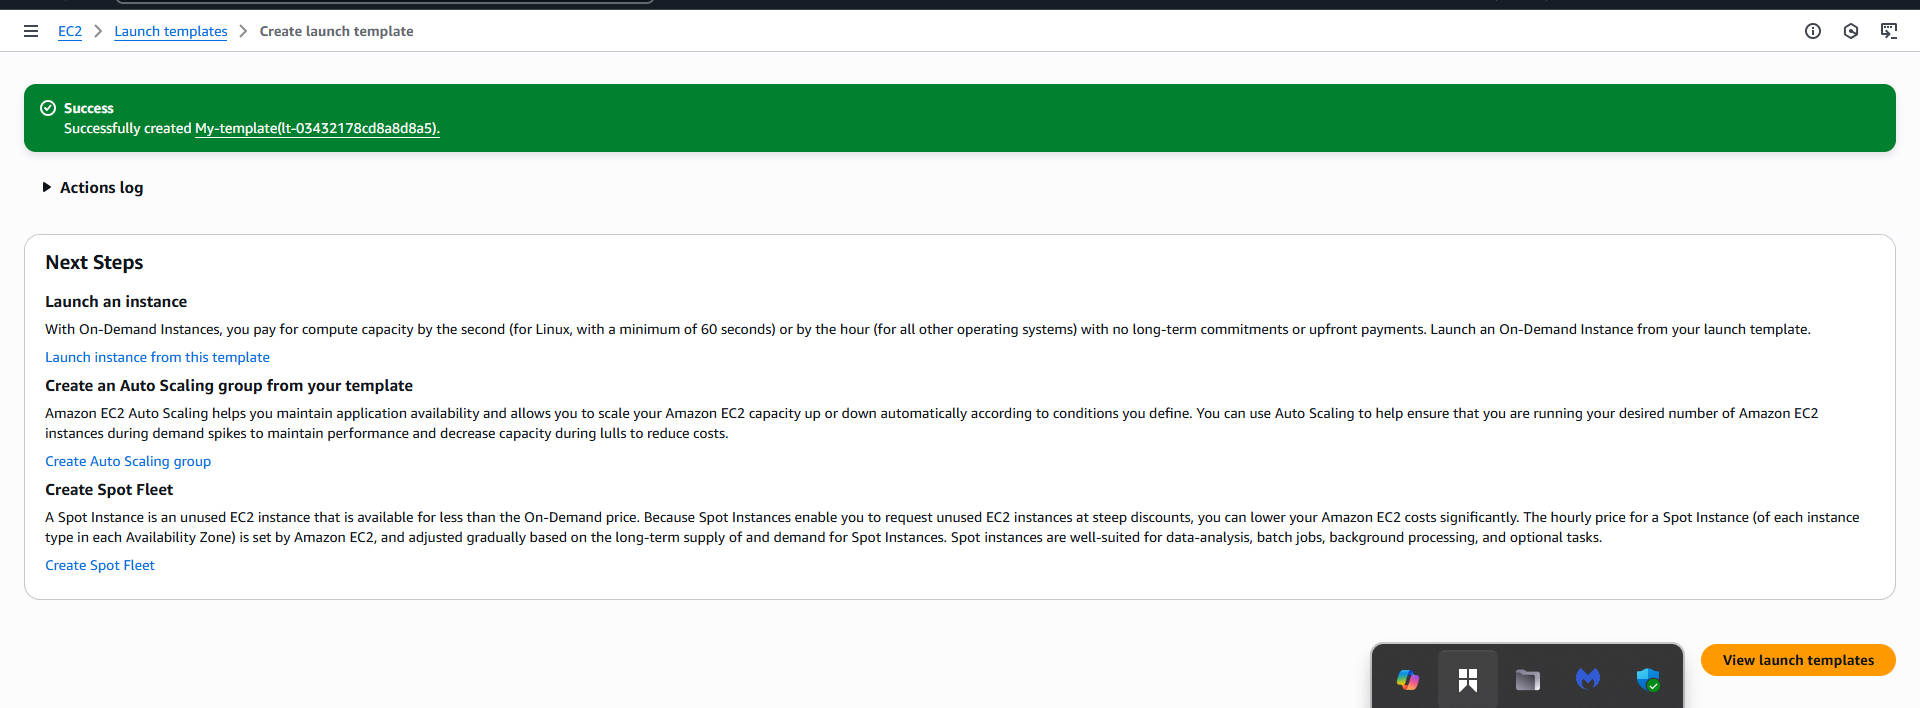 EC2 > Launch templates > Create launch template
Success
Successfully created My-template(lt-03432178cd8a8d8a5).
Actions log
Next Steps
Launch an instance
With On-Demand Instances, you pay for compute capacity by the second (for Linux, with a minimum of 60 seconds) or by the hour (for all other operating systems) with no long-term commitments or upfront payments. Launch an On-Demand Instance from your launch template.
Launch instance from this template
Create an Auto Scaling group from your template
Amazon EC2 Auto Scaling helps you maintain application availability and allows you to scale your Amazon EC2 capacity up or down automatically according to conditions you define. You can use Auto Scaling to help ensure that you are running your desired number of Amazon EC2
instances during demand spikes to maintain performance and decrease capacity during lulls to reduce costs.
Create Auto Scaling group
Create Spot Fleet
A Spot Instance is an unused EC2 instance that is available for less than the On-Demand price. Because Spot Instances enable you to request unused EC2 instances at steep discounts, you can lower your Amazon EC2 costs significantly. The hourly price for a Spot Instance (of each instance
type in each Availability Zone) is set by Amazon EC2, and adjusted gradually based on the long-term supply of and demand for Spot Instances. Spot instances are well-suited for data-analysis, batch jobs, background processing, and optional tasks.
Create Spot Fleet
View launch templates